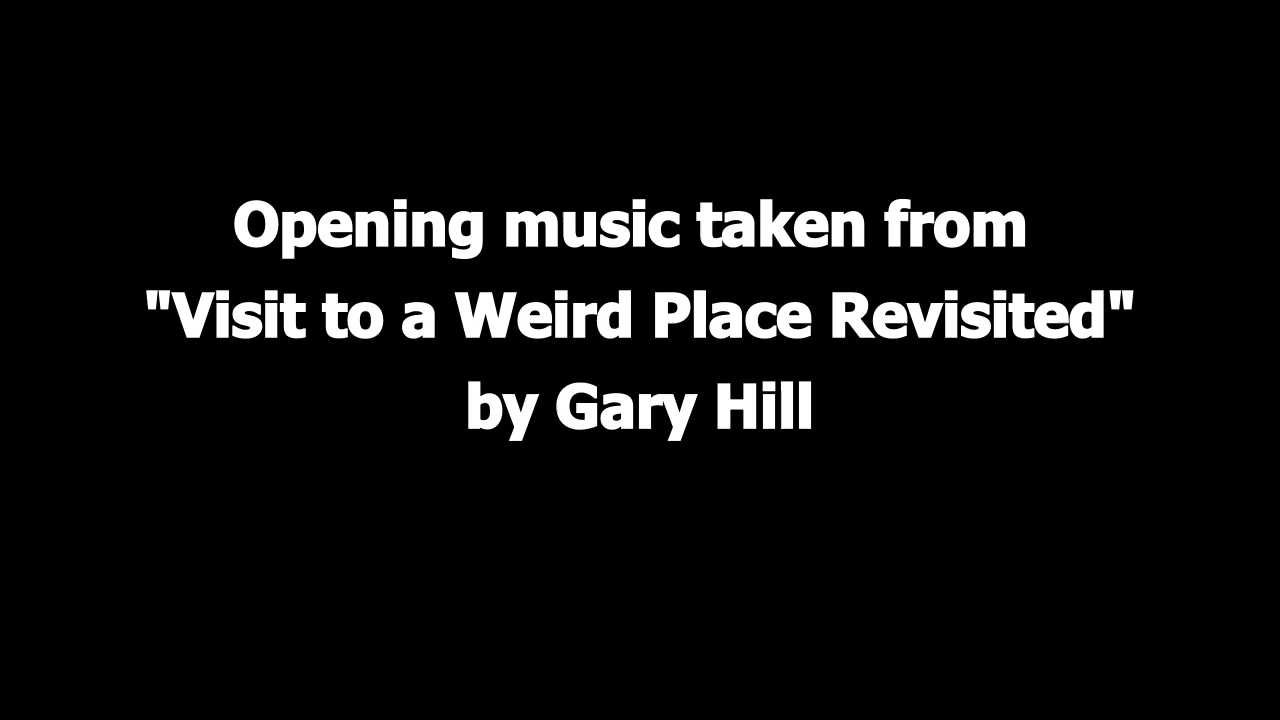 Opening music taken from
"Visit to a Weird Place Revisited"
by Gary Hill